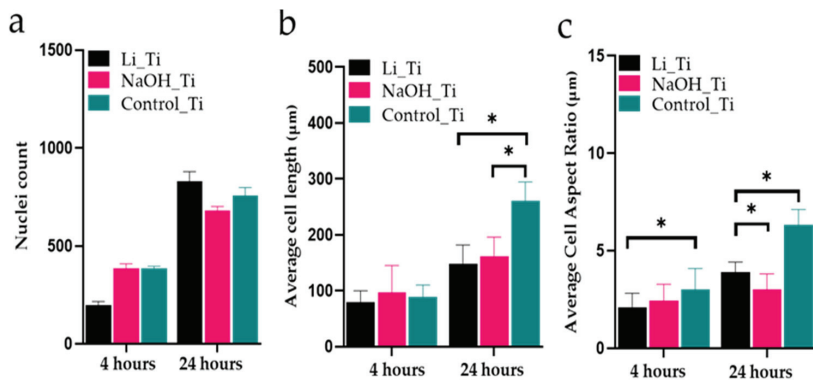 a
Li_Ti
NaOH_Ti
Control_Ti
Nuclei count
1500
1000
500
0
4 hours
24 hours
b
Li_Ti
NaOH_Ti
Control_Ti
Average cell length (μm)
500
400
300
200
100
0
*
*
4 hours
24 hours
c
Li_Ti
NaOH_Ti
Control_Ti
Average Cell Aspect Ratio (μm)
15
10
5
0
*
*
*
4 hours
24 hours